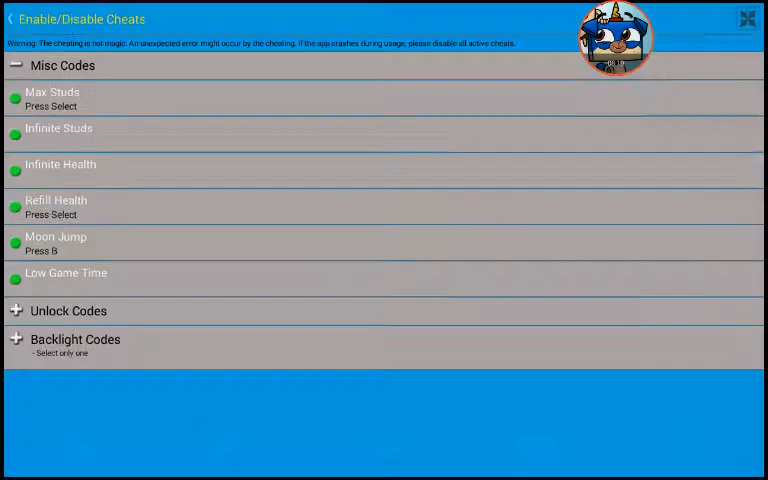 Enable/Disable Cheats
Warning: The cheating is not magic. An unexpected error might occur by the cheating. If the app crashes during usage, please disable all active cheats.
08:19
Misc Codes
Max Studs
Press Select
Infinite Studs
Infinite Health
Refill Health
Press Select
Moon Jump
Press B
Low Game Time
Unlock Codes
Backlight Codes
- Select only one